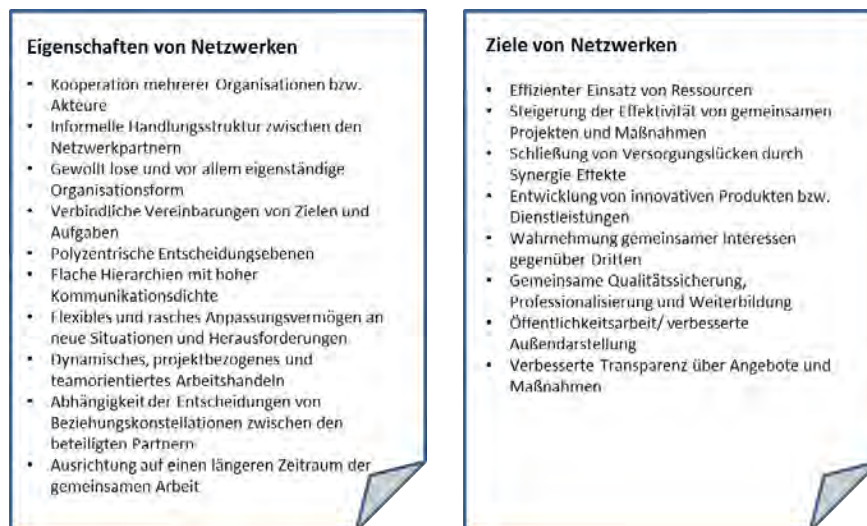 Eigenschaften von Netzwerken
• Kooperation mehrerer Organisationen bzw.
Akteure
• Informelle Handlungsstruktur zwischen den
Netzwerkpartnern
• Gewollt lose und vor allem eigenständige
Organisationsform
• Verbindliche Vereinbarungen von Zielen und
Aufgaben
• Polyzentrische Entscheidungsebenen
• Flache Hierarchien mit hoher
Kommunikationsdichte
• Flexibles und rasches Anpassungsvermögen an
neue Situationen und Herausforderungen
• Dynamisches, projektbezogenes und
teamorientiertes Arbeitshandeln
• Abhängigkeit der Entscheidungen von
Beziehungskonstellationen zwischen den
beteiligten Partnern
• Ausrichtung auf einen längeren Zeitraum der
gemeinsamen Arbeit
Ziele von Netzwerken
• Effizienter Einsatz von Ressourcen
• Steigerung der Effektivität von gemeinsamen
Projekten und Maßnahmen
• Schließung von Versorgungslücken durch
Synergie Effekte
• Entwicklung von innovativen Produkten bzw.
Dienstleistungen
• Wahrnehmung gemeinsamer Interessen
gegenüber Dritten
• Gemeinsame Qualitätssicherung,
Professionalisierung und Weiterbildung
• Öffentlichkeitsarbeit/ verbesserte
Außendarstellung
• Verbesserte Transparenz über Angebote und
Maßnahmen